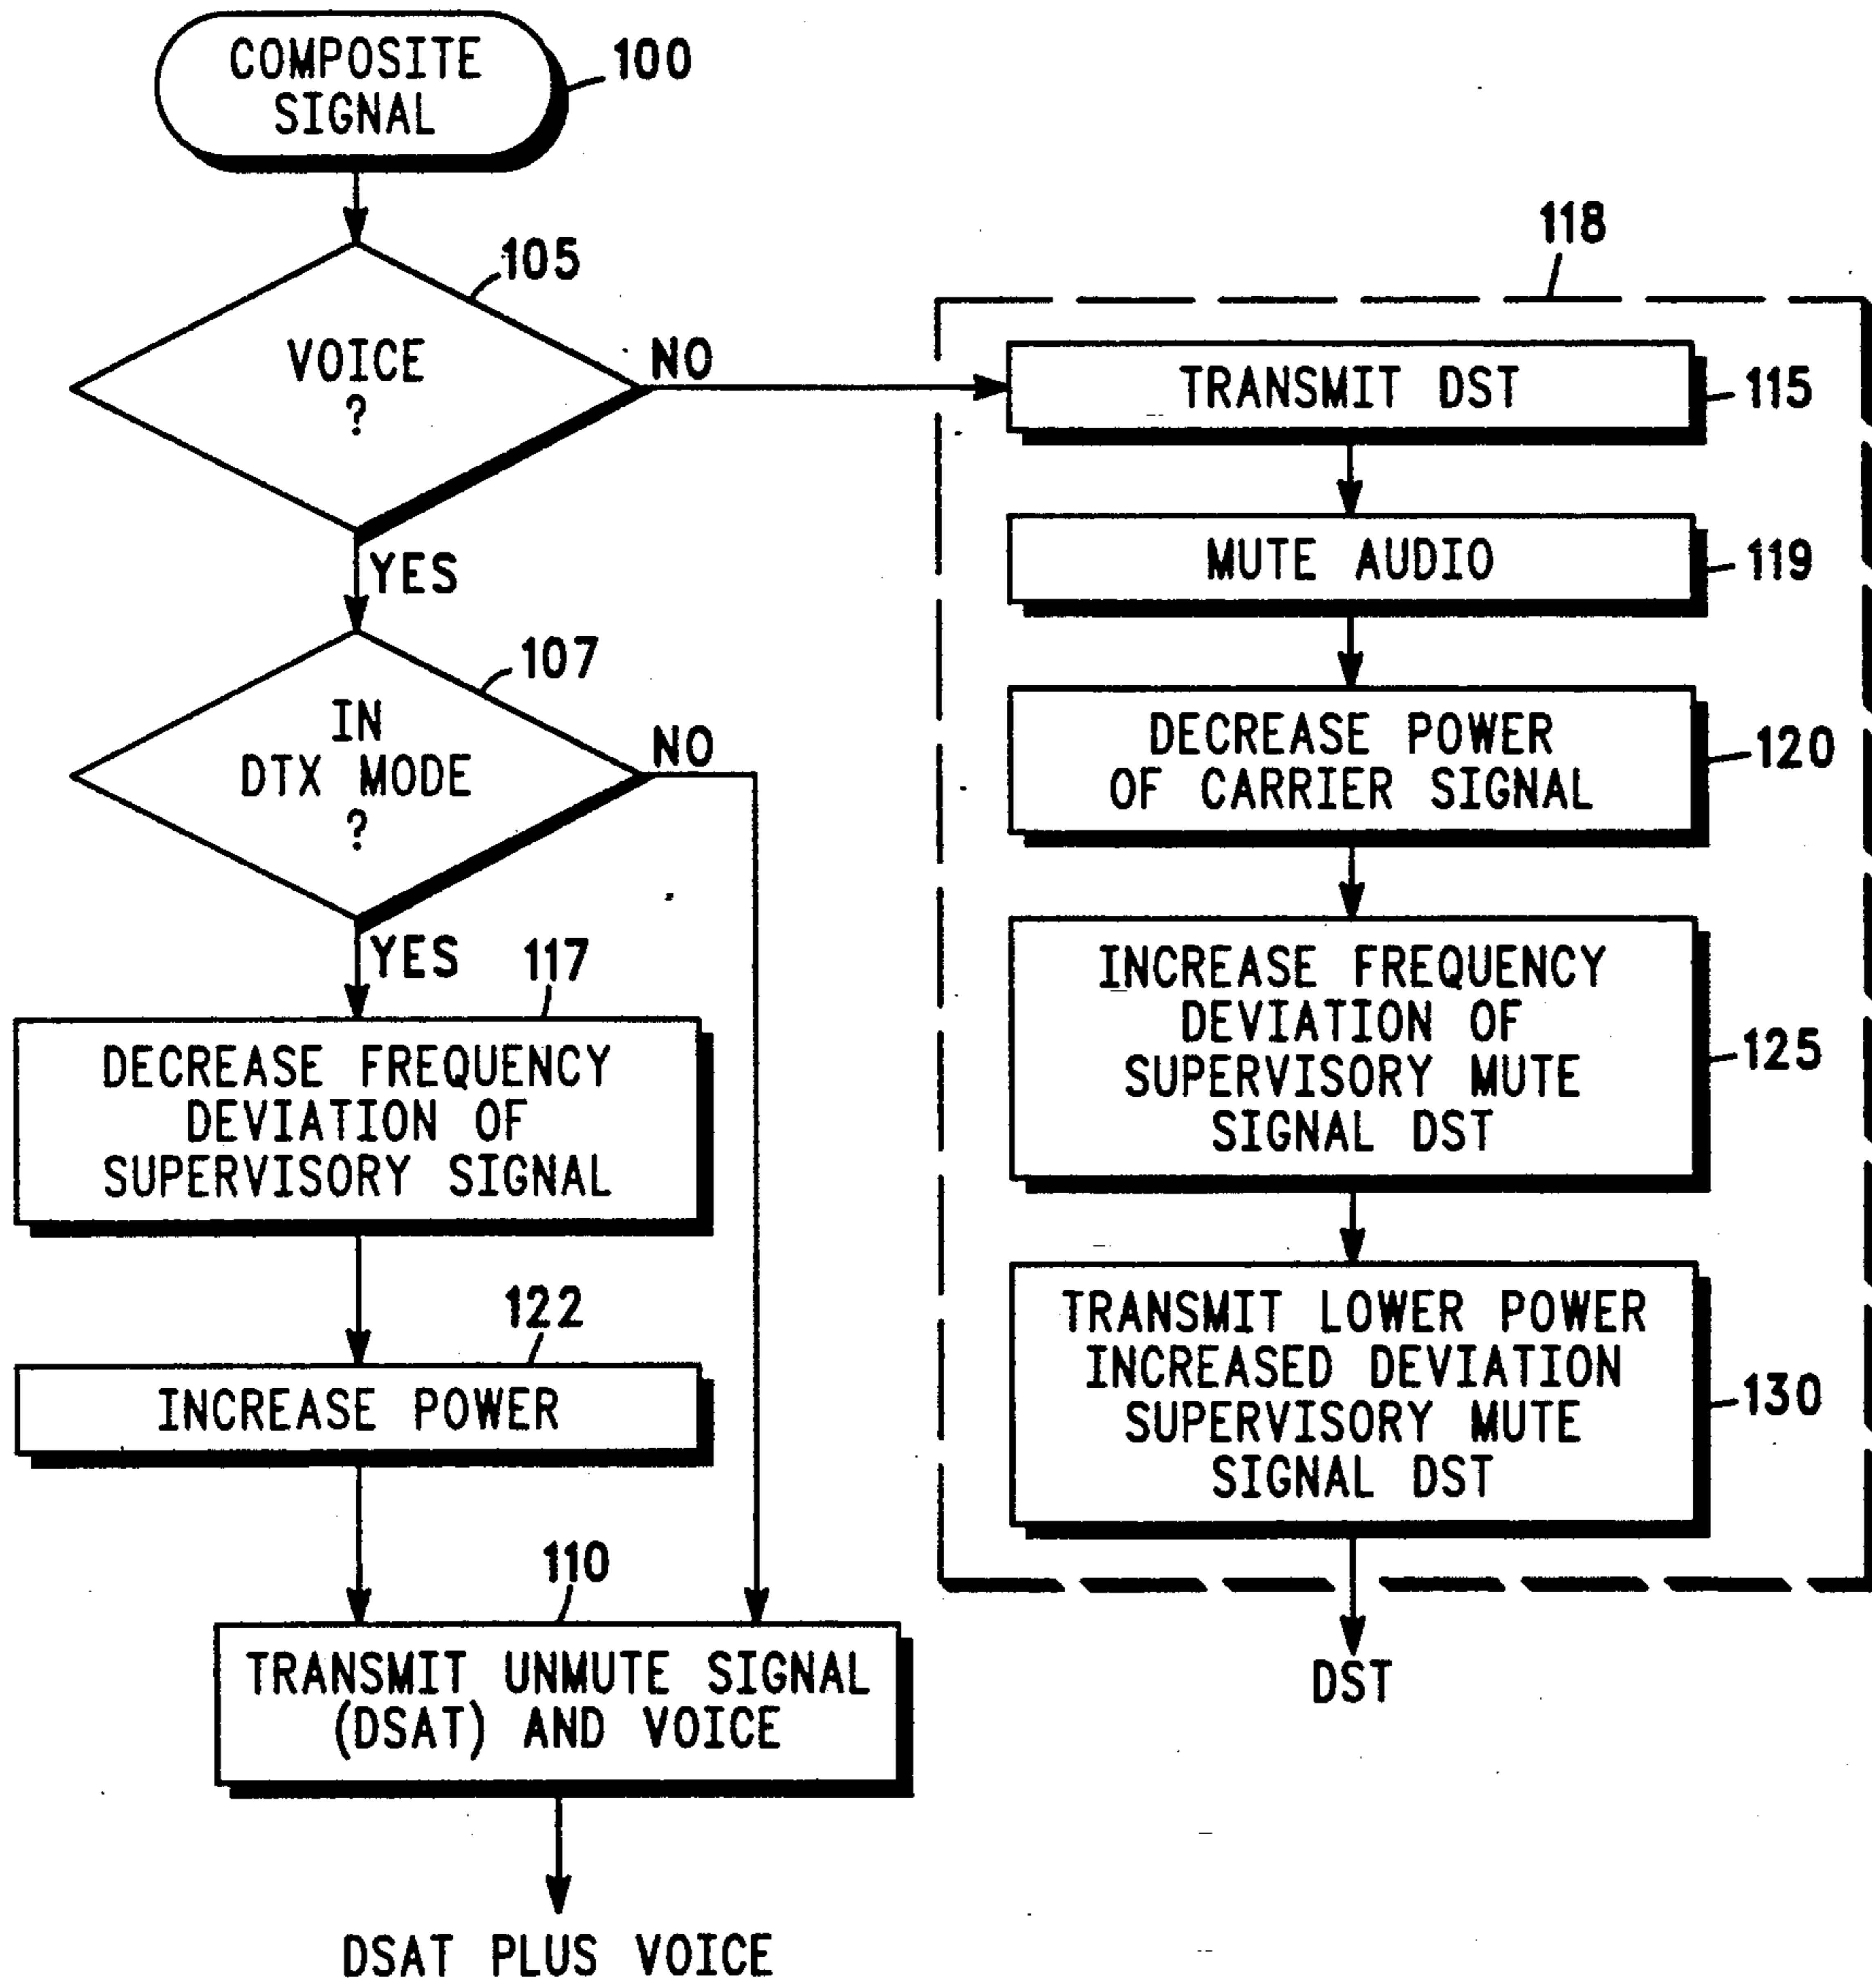 COMPOSITE
SIGNAL
100
VOICE
?
105
NO
YES
IN
DTX MODE
?
107
NO
YES
117
DECREASE FREQUENCY
DEVIATION OF
SUPERVISORY SIGNAL
122
INCREASE POWER
110
TRANSMIT UNMUTE SIGNAL
(DSAT) AND VOICE
DSAT PLUS VOICE
118
TRANSMIT DST
115
MUTE AUDIO
119
DECREASE POWER
OF CARRIER SIGNAL
120
INCREASE FREQUENCY
DEVIATION OF
SUPERVISORY MUTE
SIGNAL DST
125
TRANSMIT LOWER POWER
INCREASED DEVIATION
SUPERVISORY MUTE
SIGNAL DST
130
DST